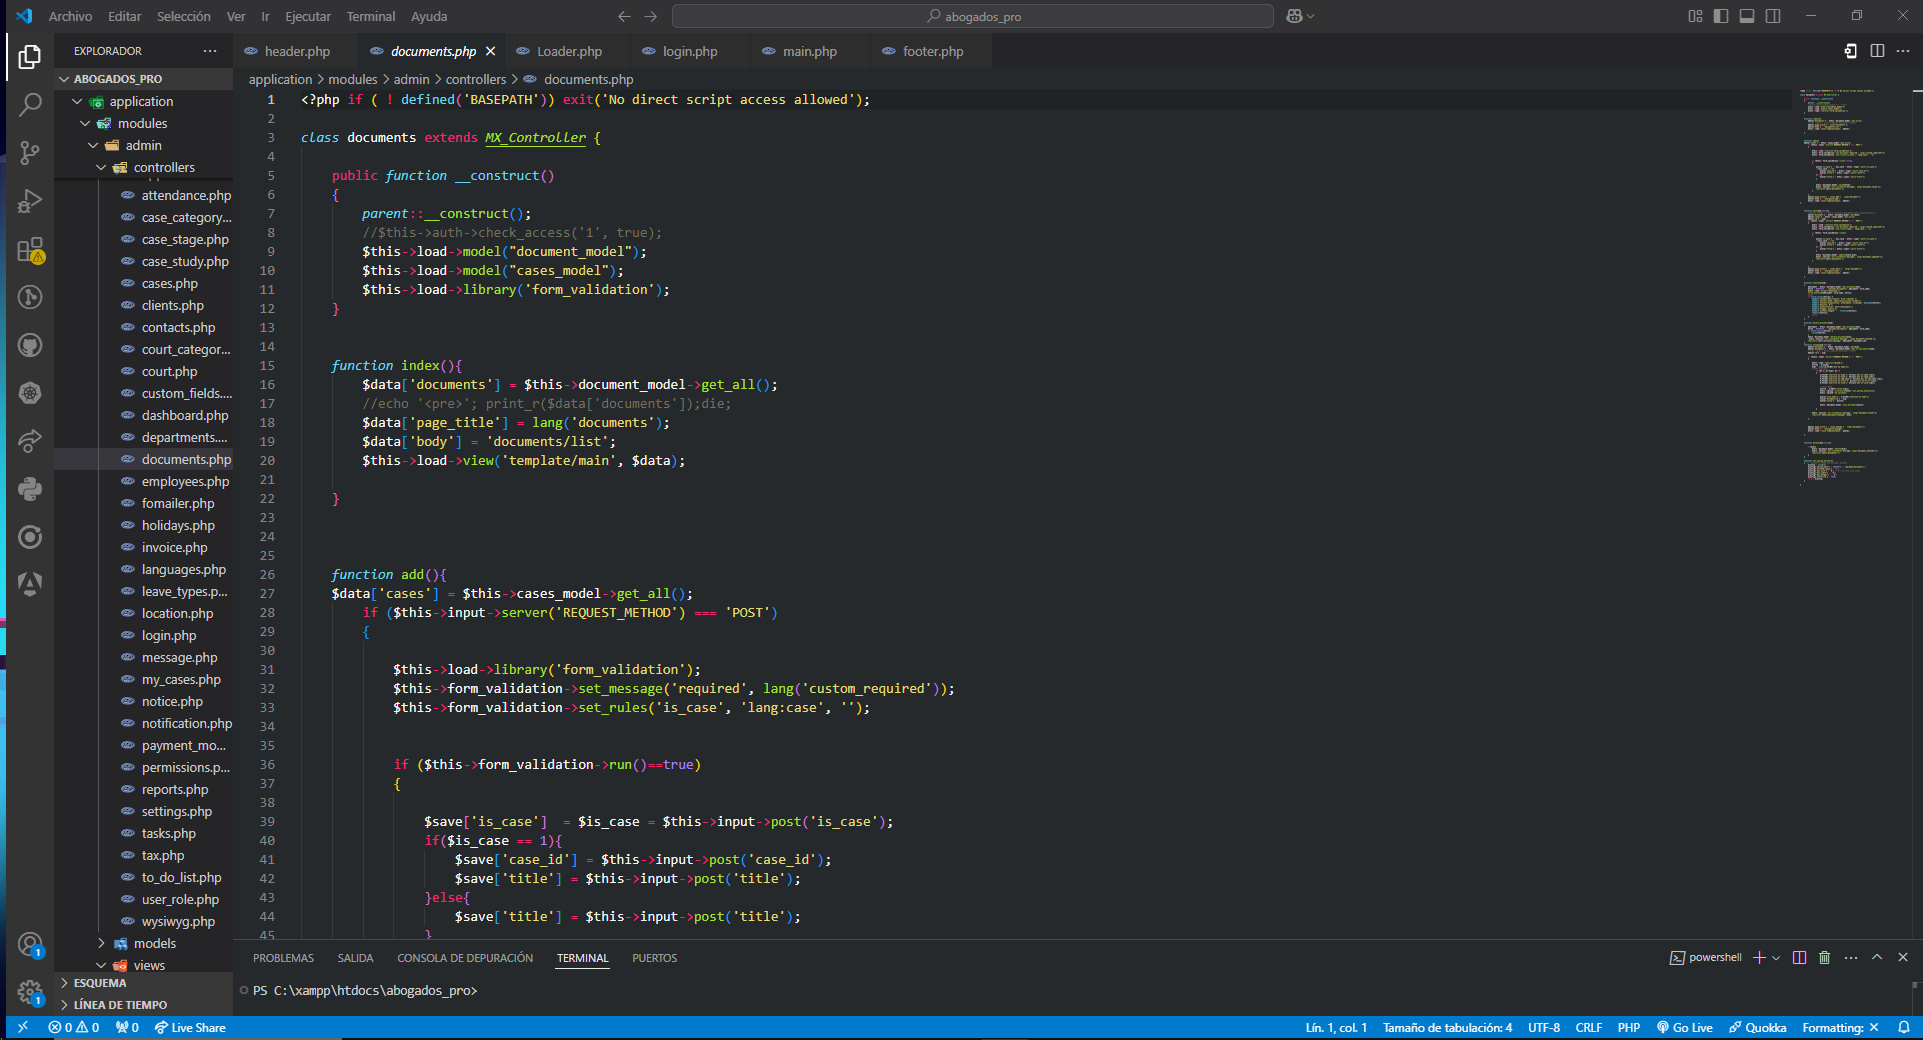 Archivo Editar Selección Ver Ir Ejecutar Terminal Ayuda
abogados_pro
EXPLORADOR
header.php documents.php Loader.php login.php main.php footer.php
ABOGADOS_PRO
application > modules > admin > controllers > documents.php
application
modules
admin
controllers
attendance.php
case_category...
case_stage.php
case_study.php
cases.php
clients.php
contacts.php
court_categor...
court.php
custom_fields....
dashboard.php
departments....
documents.php
employees.php
fomailer.php
holidays.php
invoice.php
languages.php
leave_types.p...
location.php
login.php
message.php
my_cases.php
notice.php
notification.php
payment_mo...
permissions.p...
reports.php
settings.php
tasks.php
tax.php
to_do_list.php
user_role.php
wysiwyg.php
models
views
ESQUEMA
LÍNEA DE TIEMPO
1 <?php if ( ! defined('BASEPATH')) exit('No direct script access allowed');
2
3 class documents extends MX_Controller {
4
5 public function __construct()
6 {
7 parent::__construct();
8 //$this->auth->check_access('1', true);
9 $this->load->model("document_model");
10 $this->load->model("cases_model");
11 $this->load->library('form_validation');
12 }
13
14
15 function index(){
16 $data['documents'] = $this->document_model->get_all();
17 //echo '<pre>'; print_r($data['documents']);die;
18 $data['page_title'] = lang('documents');
19 $data['body'] = 'documents/list';
20 $this->load->view('template/main', $data);
21
22 }
23
24
25
26 function add(){
27 $data['cases'] = $this->cases_model->get_all();
28 if ($this->input->server('REQUEST_METHOD') === 'POST')
29 {
30
31 $this->load->library('form_validation');
32 $this->form_validation->set_message('required', lang('custom_required'));
33 $this->form_validation->set_rules('is_case', 'lang:case', '');
34
35
36 if ($this->form_validation->run()==true)
37 {
38
39 $save['is_case'] = $is_case = $this->input->post('is_case');
40 if($is_case == 1){
41 $save['case_id'] = $this->input->post('case_id');
42 $save['title'] = $this->input->post('title');
43 }else{
44 $save['title'] = $this->input->post('title');
45 }
PROBLEMAS SALIDA CONSOLA DE DEPURACIÓN TERMINAL PUERTOS
powershell
PS C:\xampp\htdocs\abogados_pro>
1
1
0 0 0 Live Share
Lín. 1, col. 1 Tamaño de tabulación: 4 UTF-8 CRLF PHP Go Live Quokka Formatting: ×